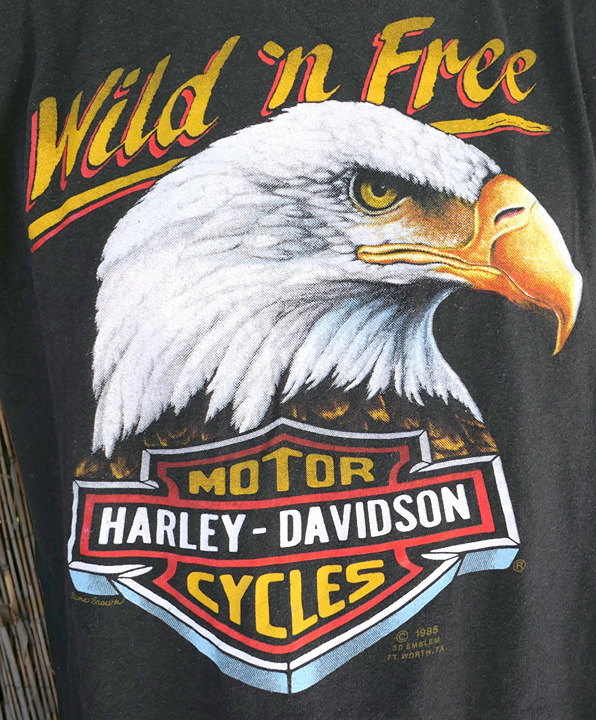 Wild 'n Free
MOTOR
HARLEY-DAVIDSON
CYCLES
®
© 1985
3D EMBLEM
FT. WORTH, TX.